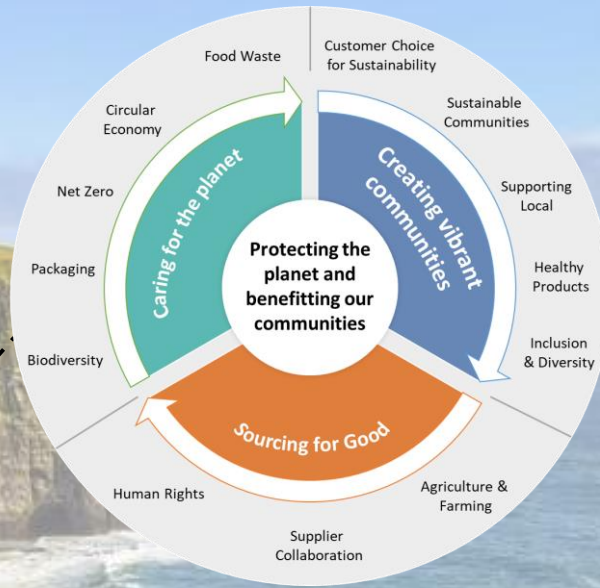 Food Waste
Circular
Economy
Net Zero
Packaging
Biodiversity
Caring for the planet
Customer Choice
for Sustainability
Sustainable
Communities
Supporting
Local
Healthy
Products
Inclusion
& Diversity
Creating vibrant
communities
Protecting the
planet and
benefitting our
communities
Sourcing for Good
Human Rights
Supplier
Collaboration
Agriculture &
Farming